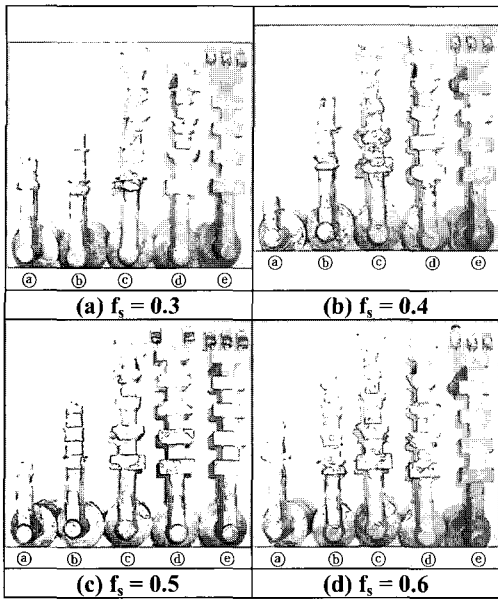 ⓐ ⓑ ⓒ ⓓ ⓔ
ⓐ ⓑ ⓒ ⓓ ⓔ
(a) fₛ = 0.3
(b) fₛ = 0.4
ⓐ ⓑ ⓒ ⓓ ⓔ
ⓐ ⓑ ⓒ ⓓ ⓔ
(c) fₛ = 0.5
(d) fₛ = 0.6